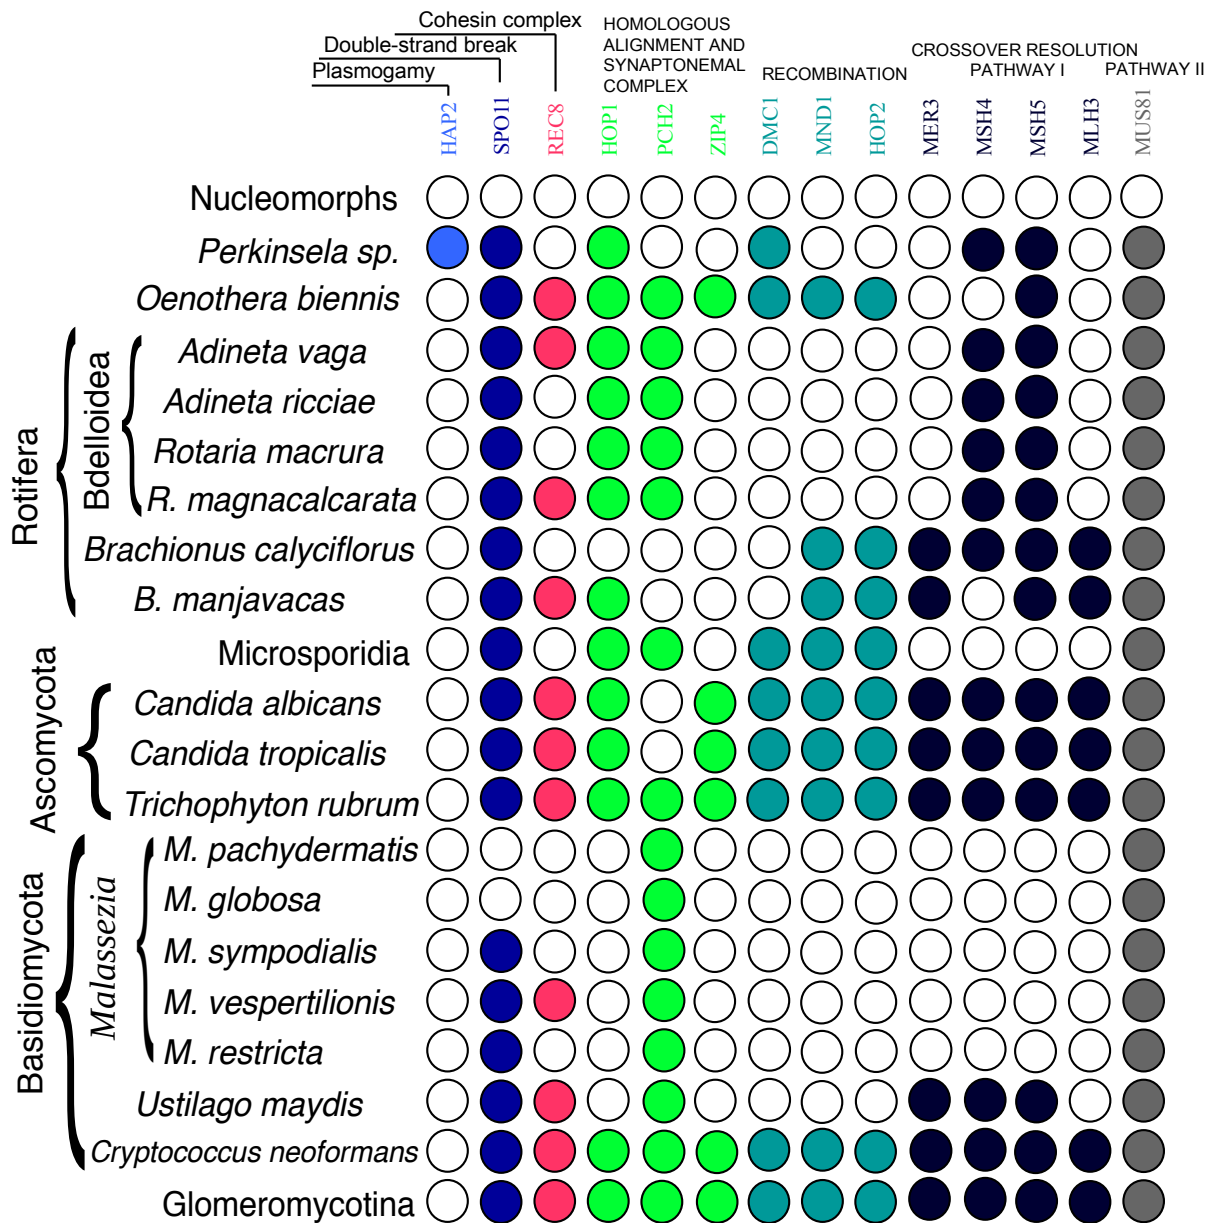 Cohesin complex
Double-strand break
Plasmogamy
HOMOLOGOUS
ALIGNMENT AND
SYNAPTONEMAL
COMPLEX
RECOMBINATION
CROSSOVER RESOLUTION
PATHWAY I
PATHWAY II
HAP2
SPO11
REC8
HOP1
PCH2
ZIP4
DMC1
MND1
HOP2
MER3
MSH4
MSH5
MLH3
MUS81
Nucleomorphs
Perkinsela sp.
Oenothera biennis
Rotifera
Bdelloidea
Adineta vaga
Adineta ricciae
Rotaria macrura
R. magnacalcarata
Brachionus calyciflorus
B. manjavacas
Microsporidia
Ascomycota
Candida albicans
Candida tropicalis
Trichophyton rubrum
Basidiomycota
Malassezia
M. pachydermatis
M. globosa
M. sympodialis
M. vespertilionis
M. restricta
Ustilago maydis
Cryptococcus neoformans
Glomeromycotina